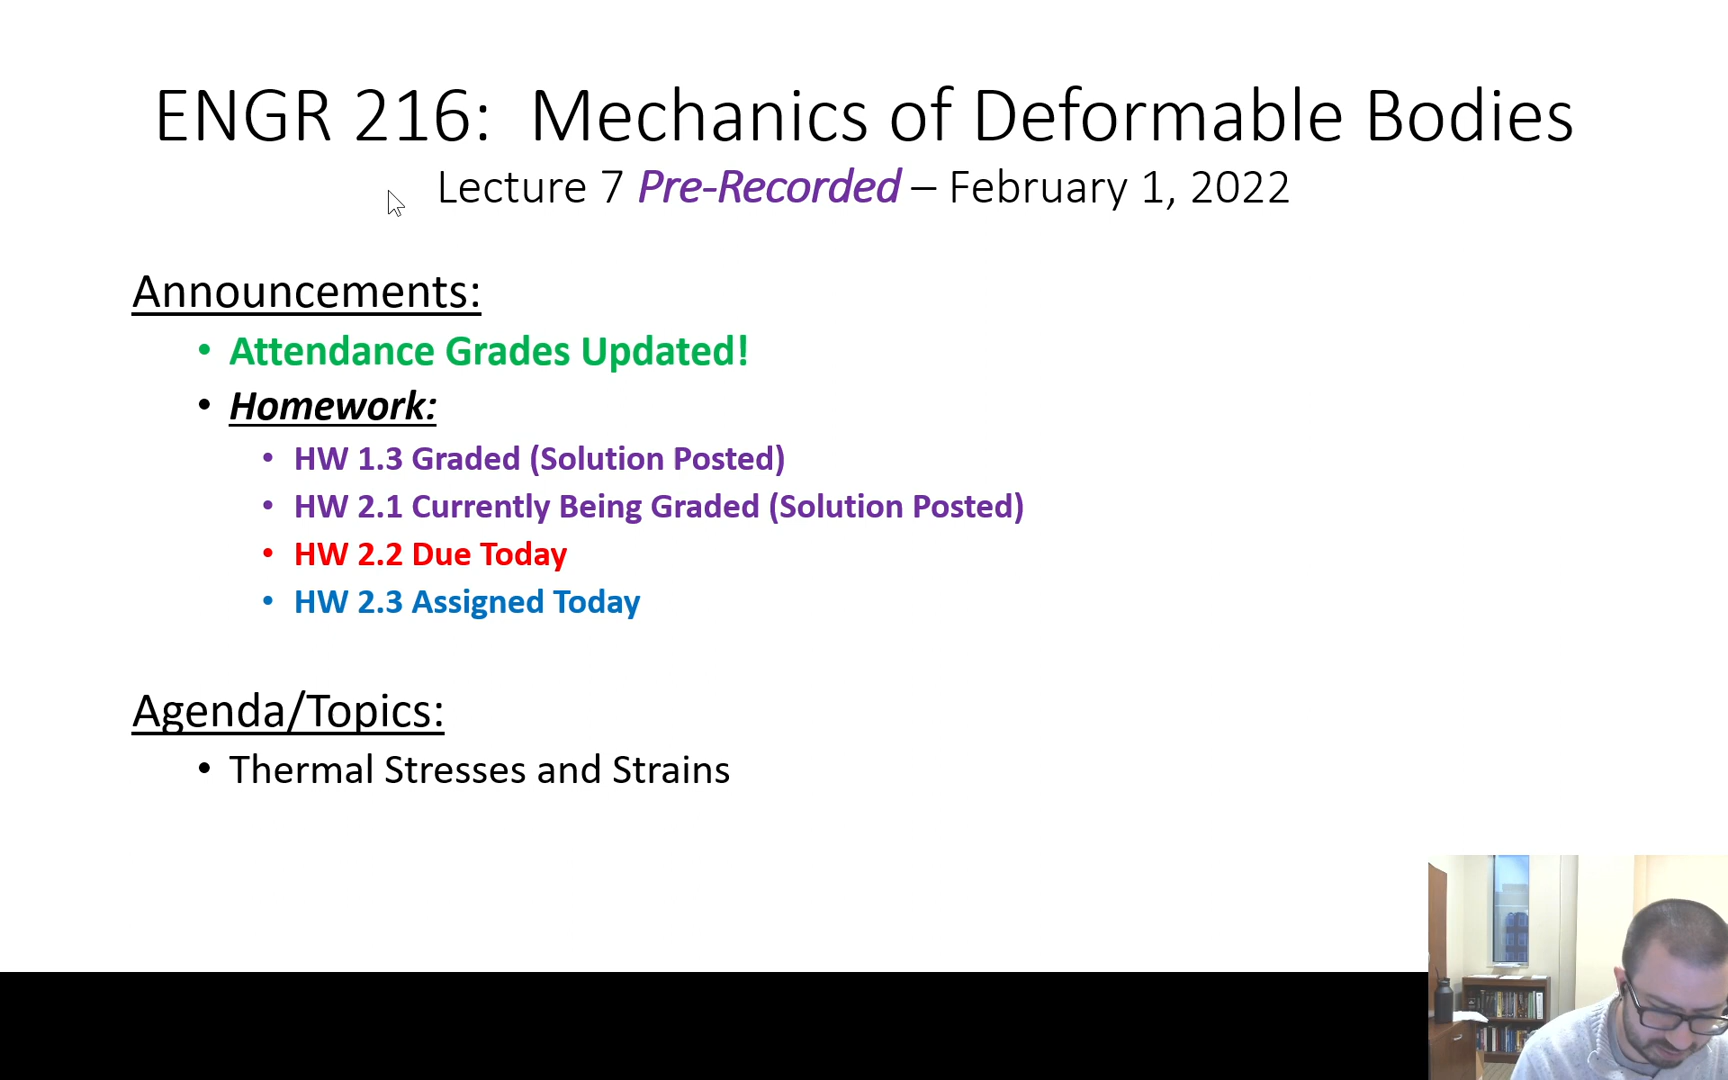 ENGR 216: Mechanics of Deformable Bodies
Lecture 7 Pre-Recorded – February 1, 2022
Announcements:
• Attendance Grades Updated!
• Homework:
• HW 1.3 Graded (Solution Posted)
• HW 2.1 Currently Being Graded (Solution Posted)
• HW 2.2 Due Today
• HW 2.3 Assigned Today
Agenda/Topics:
• Thermal Stresses and Strains